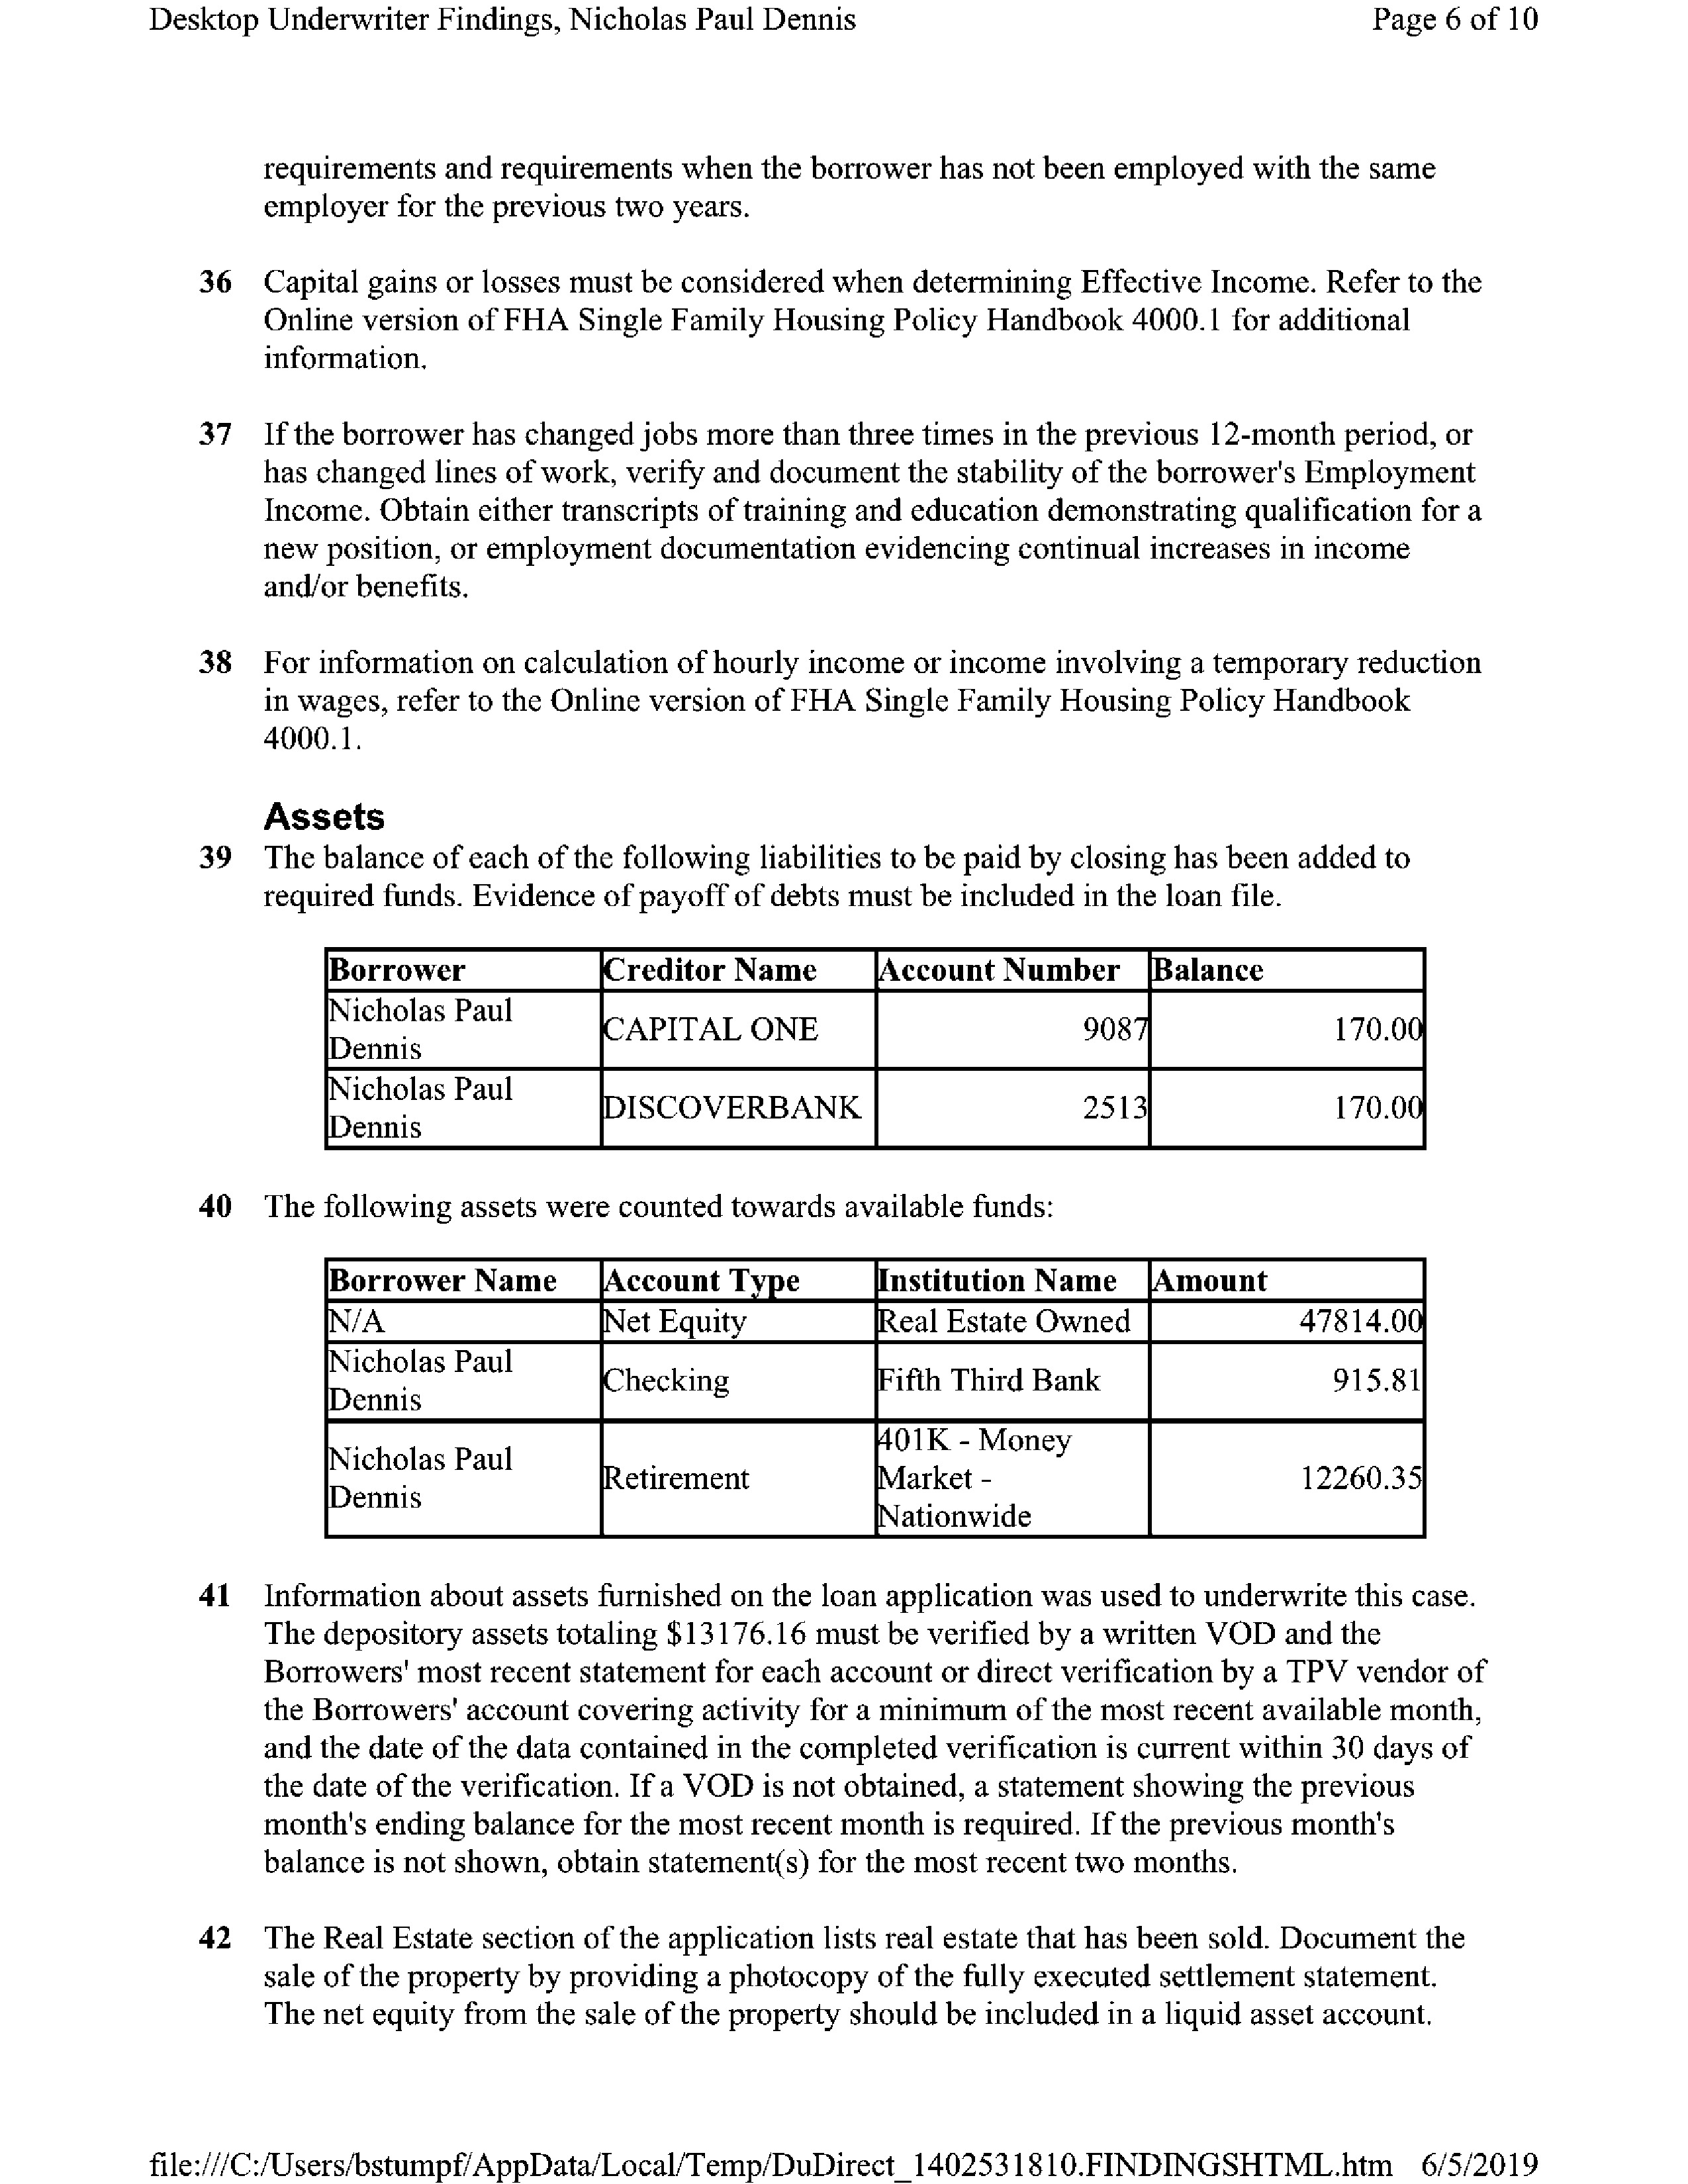 Desktop Underwriter Findings, Nicholas Paul Dennis Page 6 of 10
requirements and requirements when the borrower has not been employed with the same
employer for the previous two years.
36 Capital gains or losses must be considered when determining Effective Income. Refer to the
Online version of FHA Single Family Housing Policy Handbook 4000.1 for additional
information.
37 If the borrower has changed jobs more than three times in the previous 12-month period, or
has changed lines of work, verify and document the stability of the borrower's Employment
Income. Obtain either transcripts of training and education demonstrating qualification for a
new position, or employment documentation evidencing continual increases in income
and/or benefits.
38 For information on calculation of hourly income or income involving a temporary reduction
in wages, refer to the Online version of FHA Single Family Housing Policy Handbook
4000.1.
Assets
39 The balance of each of the following liabilities to be paid by closing has been added to
required funds. Evidence of payoff of debts must be included in the loan file.
Borrower Creditor Name Account Number Balance
Nicholas Paul
Dennis CAPITAL ONE 9087 170.00
Nicholas Paul
Dennis DISCOVERBANK 2513 170.00
40 The following assets were counted towards available funds:
Borrower Name Account Type Institution Name Amount
N/A Net Equity Real Estate Owned 47814.00
Nicholas Paul
Dennis Checking Fifth Third Bank 915.81
Nicholas Paul
Dennis Retirement 401K - Money
Market -
Nationwide 12260.35
41 Information about assets furnished on the loan application was used to underwrite this case.
The depository assets totaling $13176.16 must be verified by a written VOD and the
Borrowers' most recent statement for each account or direct verification by a TPV vendor of
the Borrowers' account covering activity for a minimum of the most recent available month,
and the date of the data contained in the completed verification is current within 30 days of
the date of the verification. If a VOD is not obtained, a statement showing the previous
month's ending balance for the most recent month is required. If the previous month's
balance is not shown, obtain statement(s) for the most recent two months.
42 The Real Estate section of the application lists real estate that has been sold. Document the
sale of the property by providing a photocopy of the fully executed settlement statement.
The net equity from the sale of the property should be included in a liquid asset account.
file:///C:/Users/bstumpf/AppData/Local/Temp/DuDirect_1402531810.FINDINGSHTML.htm 6/5/2019